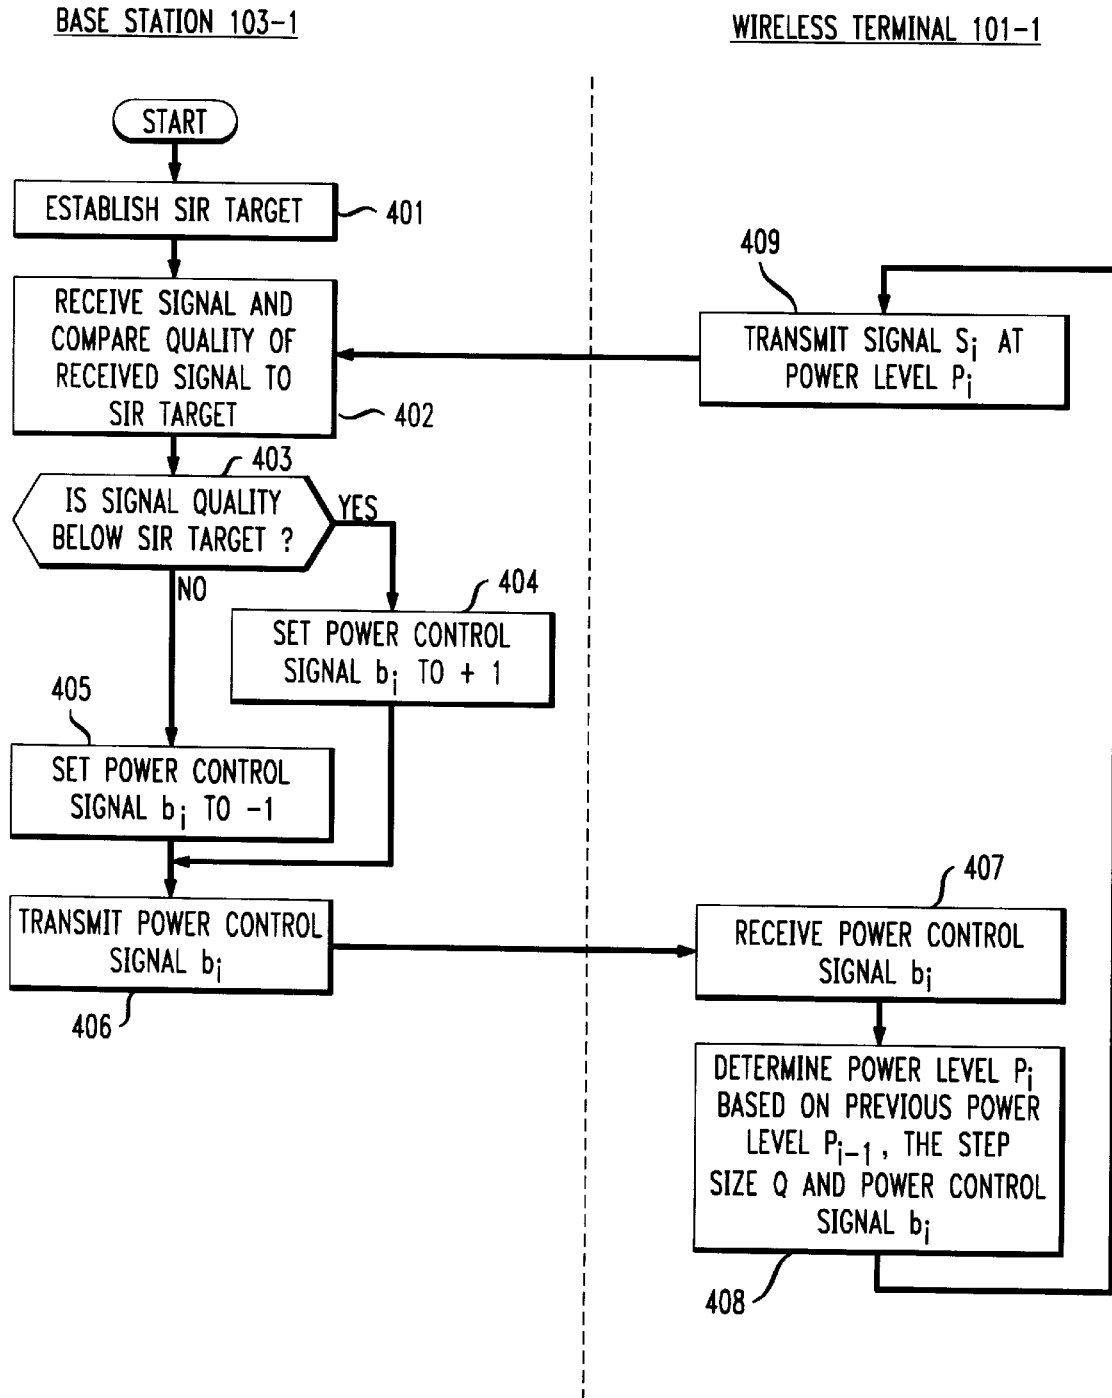 BASE STATION 103-1
WIRELESS TERMINAL 101-1
START
ESTABLISH SIR TARGET
401
RECEIVE SIGNAL AND
COMPARE QUALITY OF
RECEIVED SIGNAL TO
SIR TARGET
402
409
TRANSMIT SIGNAL Si AT
POWER LEVEL Pi
403
IS SIGNAL QUALITY
BELOW SIR TARGET ?
YES
NO
404
SET POWER CONTROL
SIGNAL bi TO + 1
405
SET POWER CONTROL
SIGNAL bi TO -1
TRANSMIT POWER CONTROL
SIGNAL bi
406
407
RECEIVE POWER CONTROL
SIGNAL bi
DETERMINE POWER LEVEL Pi
BASED ON PREVIOUS POWER
LEVEL Pi-1, THE STEP
SIZE Q AND POWER CONTROL
SIGNAL bi
408